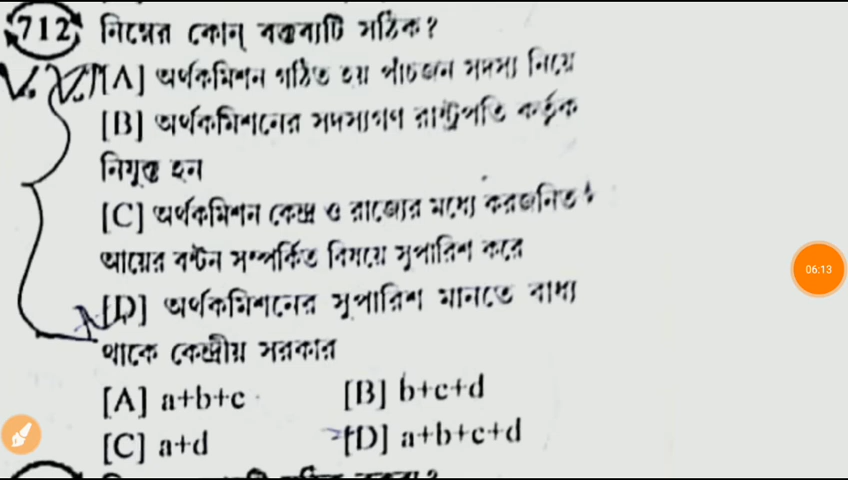 712 নিম্নের কোন্ বক্তব্যটি সঠিক?
[A] অর্থকমিশন গঠিত হয় পাঁচজন সদস্য নিয়ে
[B] অর্থকমিশনের সদস্যগণ রাষ্ট্রপতি কর্তৃক
নিযুক্ত হন
[C] অর্থকমিশন কেন্দ্র ও রাজ্যের মধ্যে করজনিত
আয়ের বণ্টন সম্পর্কিত বিষয়ে সুপারিশ করে
[D] অর্থকমিশনের সুপারিশ মানতে বাধ্য
থাকে কেন্দ্রীয় সরকার
06:13
[A] a+b+c [B] b+c+d
[C] a+d [D] a+b+c+d